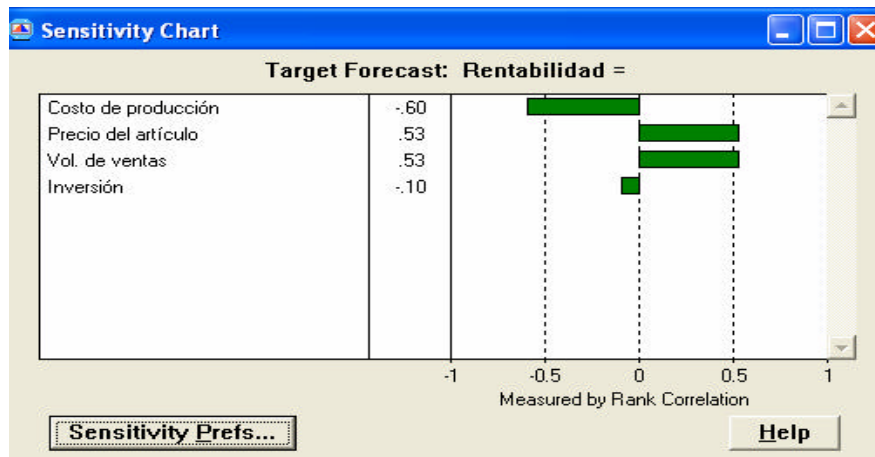 Sensitivity Chart
Target Forecast: Rentabilidad =
Costo de producción -.60
Precio del artículo .53
Vol. de ventas .53
Inversión -.10
-1 -0.5 0 0.5 1
Measured by Rank Correlation
Sensitivity Prefs... Help